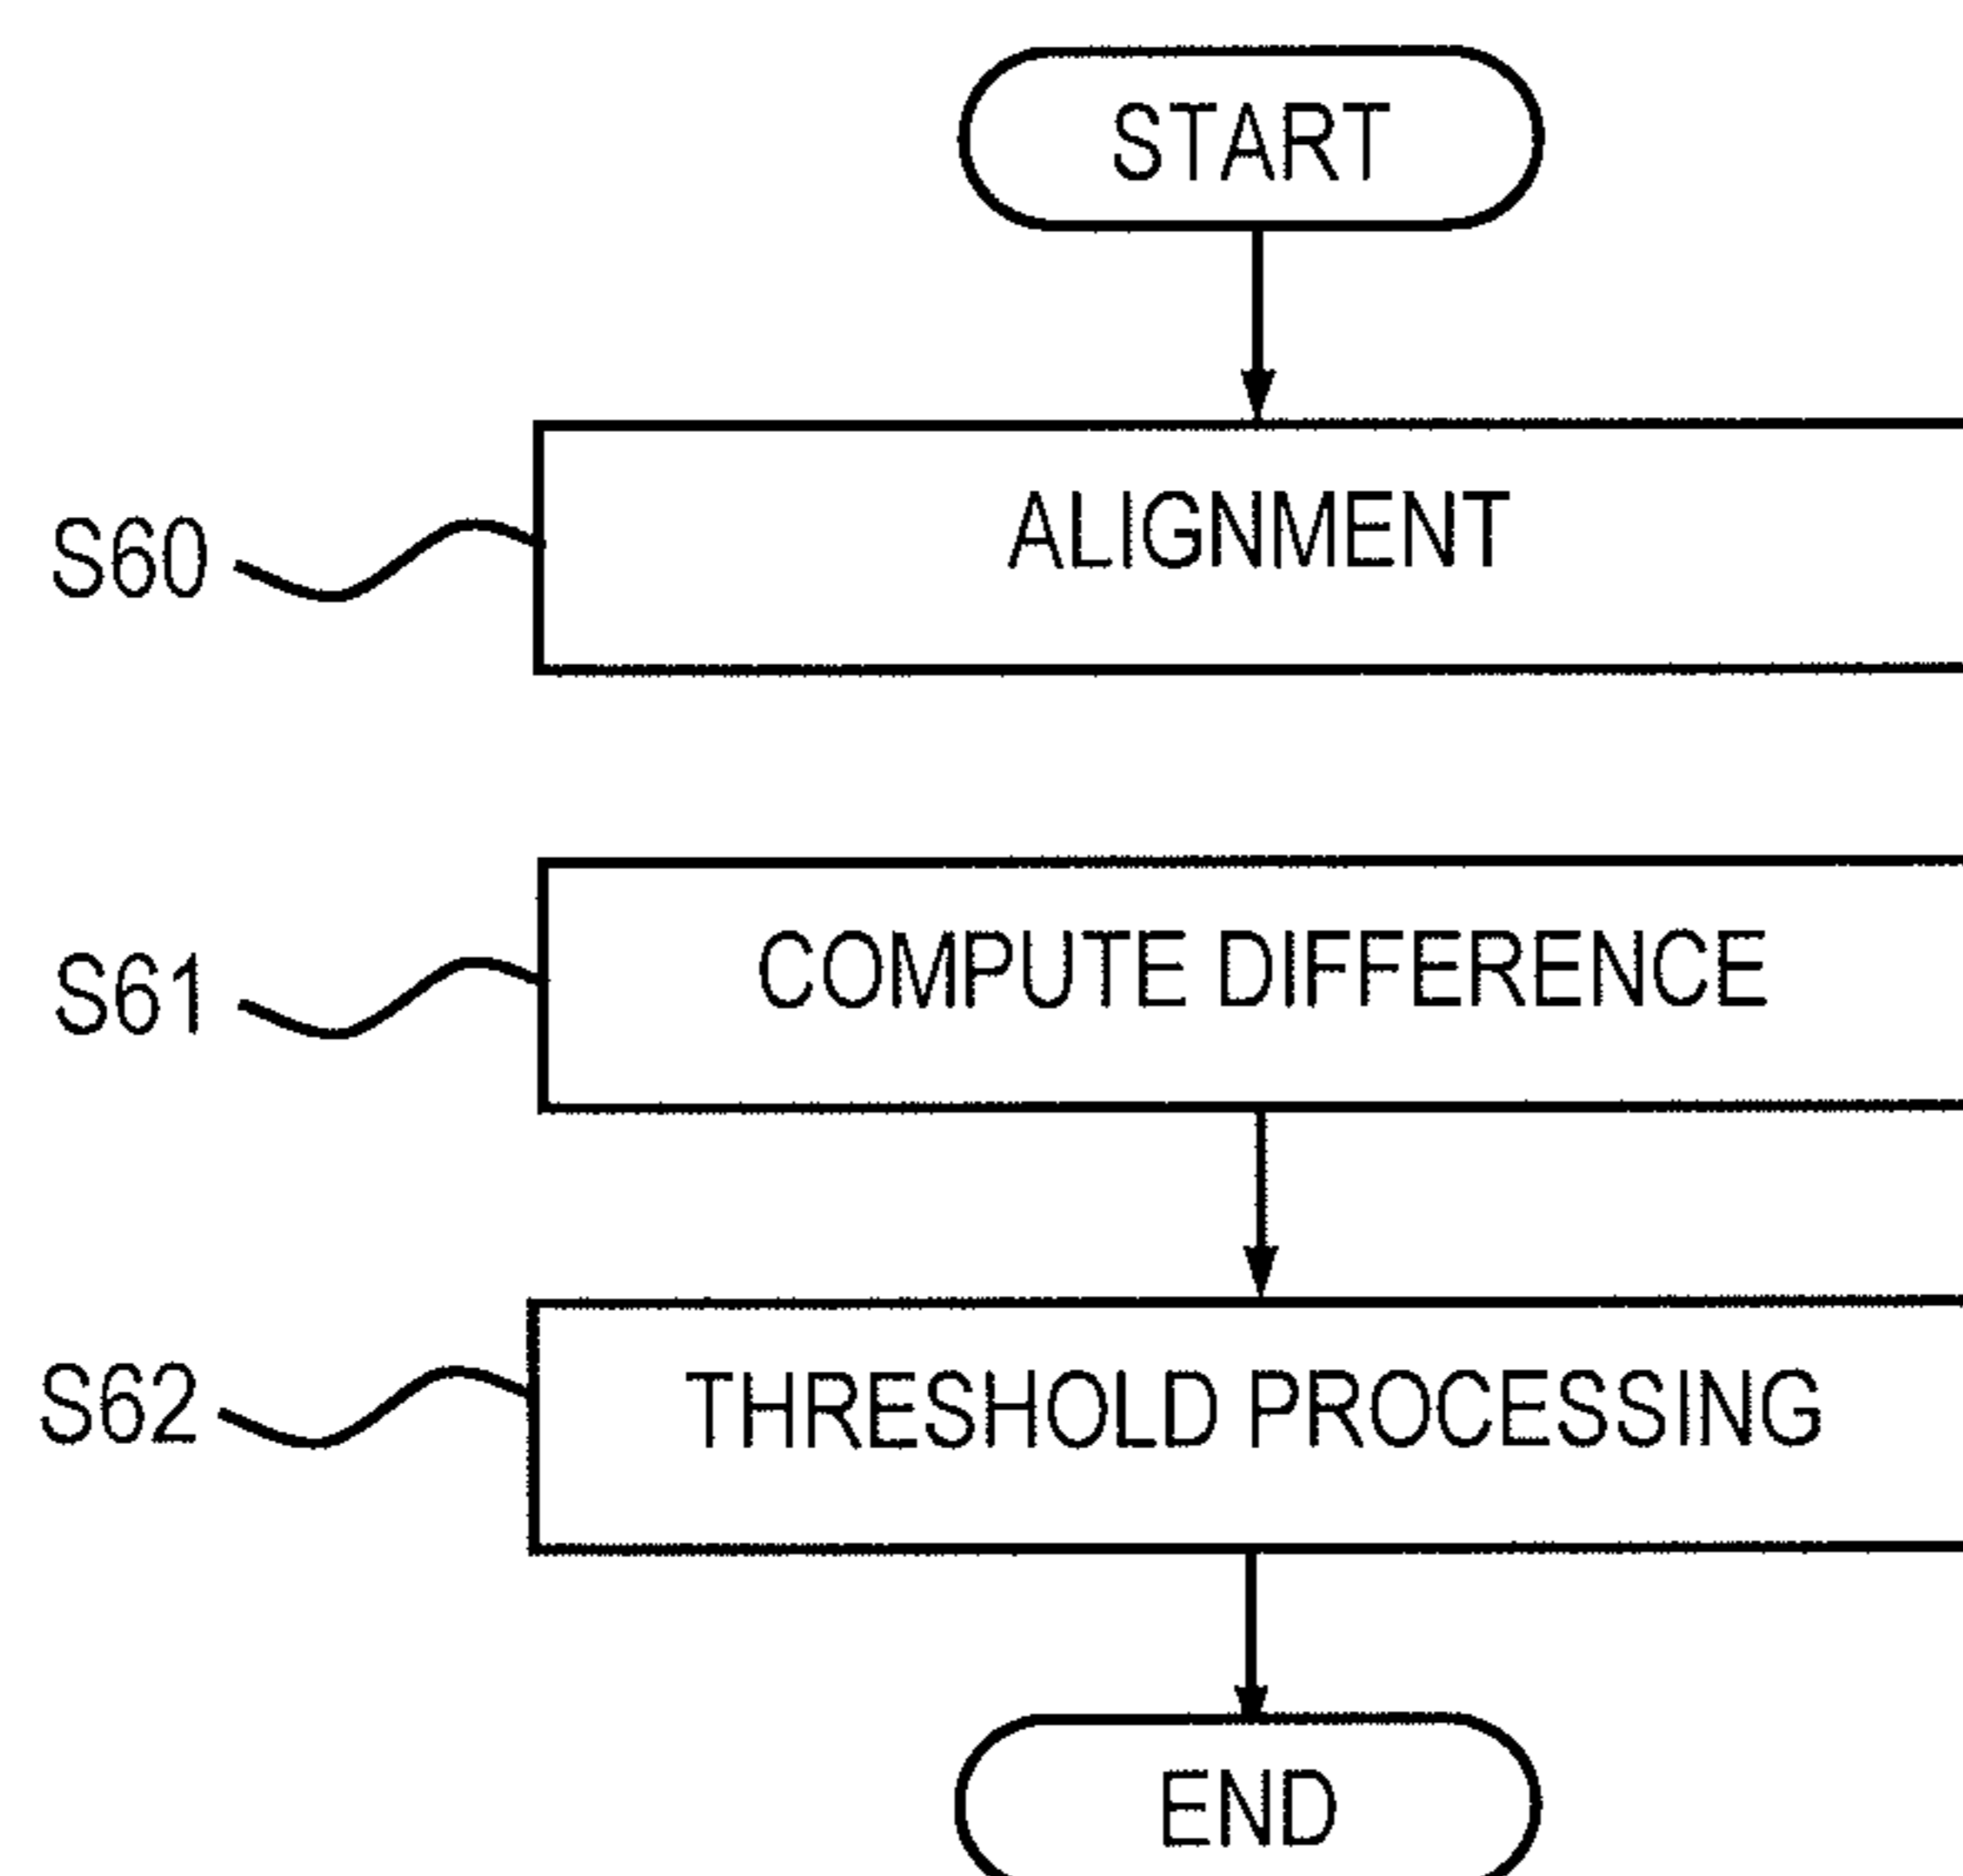 START
ALIGNMENT
S60
COMPUTE DIFFERENCE
S61
THRESHOLD PROCESSING
S62
END